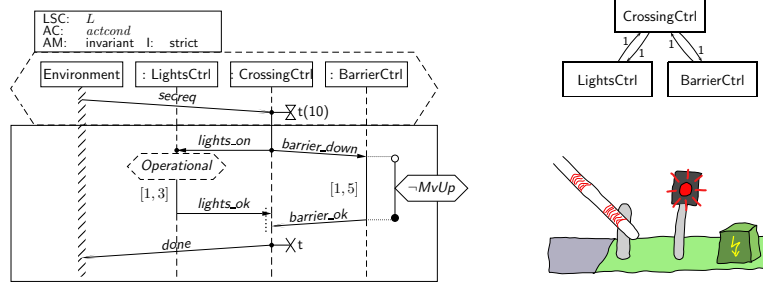 LSC: L
AC: actcond
AM: invariant I: strict
Environment
: LightsCtrl
: CrossingCtrl
: BarrierCtrl
secreq
t(10)
lights_on
barrier_down
Operational
[1, 3]
[1, 5]
¬MvUp
lights_ok
barrier_ok
done
t
CrossingCtrl
1
1
1
1
LightsCtrl
BarrierCtrl